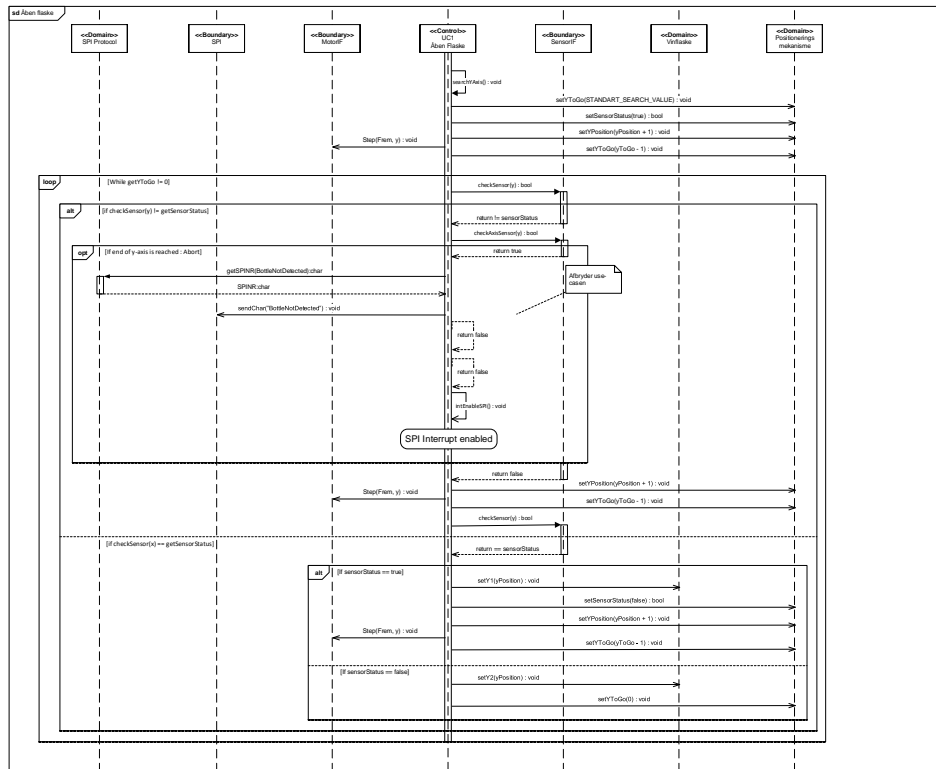 sd Åben flaske
<<Domain>>
SPI Protocol
<<Boundary>>
SPI
<<Boundary>>
MotorIF
<<Control>>
UC1
Åben Flaske
<<Boundary>>
SensorIF
<<Domain>>
Vinflaske
<<Domain>>
Positionerings
mekanisme
searchYAxis() : void
setYToGo(STANDART_SEARCH_VALUE) : void
setSensorStatus(true) : bool
setYPosition(yPosition + 1) : void
Step(Frem, y) : void
setYToGo(yToGo - 1) : void
loop
[While getYToGo != 0]
checkSensor(y) : bool
alt
[if checkSensor(y) != getSensorStatus]
return != sensorStatus
checkAxisSensor(y) : bool
opt
[If end of y-axis is reached : Abort]
return true
getSPINR(BottleNotDetected):char
Afbryder use-
casen
SPINR:char
sendChar("BottleNotDetected") : void
return false
return false
intEnableSPI() : void
SPI Interrupt enabled
return false
setYPosition(yPosition + 1) : void
Step(Frem, y) : void
setYToGo(yToGo - 1) : void
checkSensor(y) : bool
[if checkSensor(x) == getSensorStatus]
return == sensorStatus
alt
[If sensorStatus == true]
setY1(yPosition) : void
setSensorStatus(false) : bool
setYPosition(yPosition + 1) : void
Step(Frem, y) : void
setYToGo(yToGo - 1) : void
[If sensorStatus == false]
setY2(yPosition) : void
setYToGo(0) : void